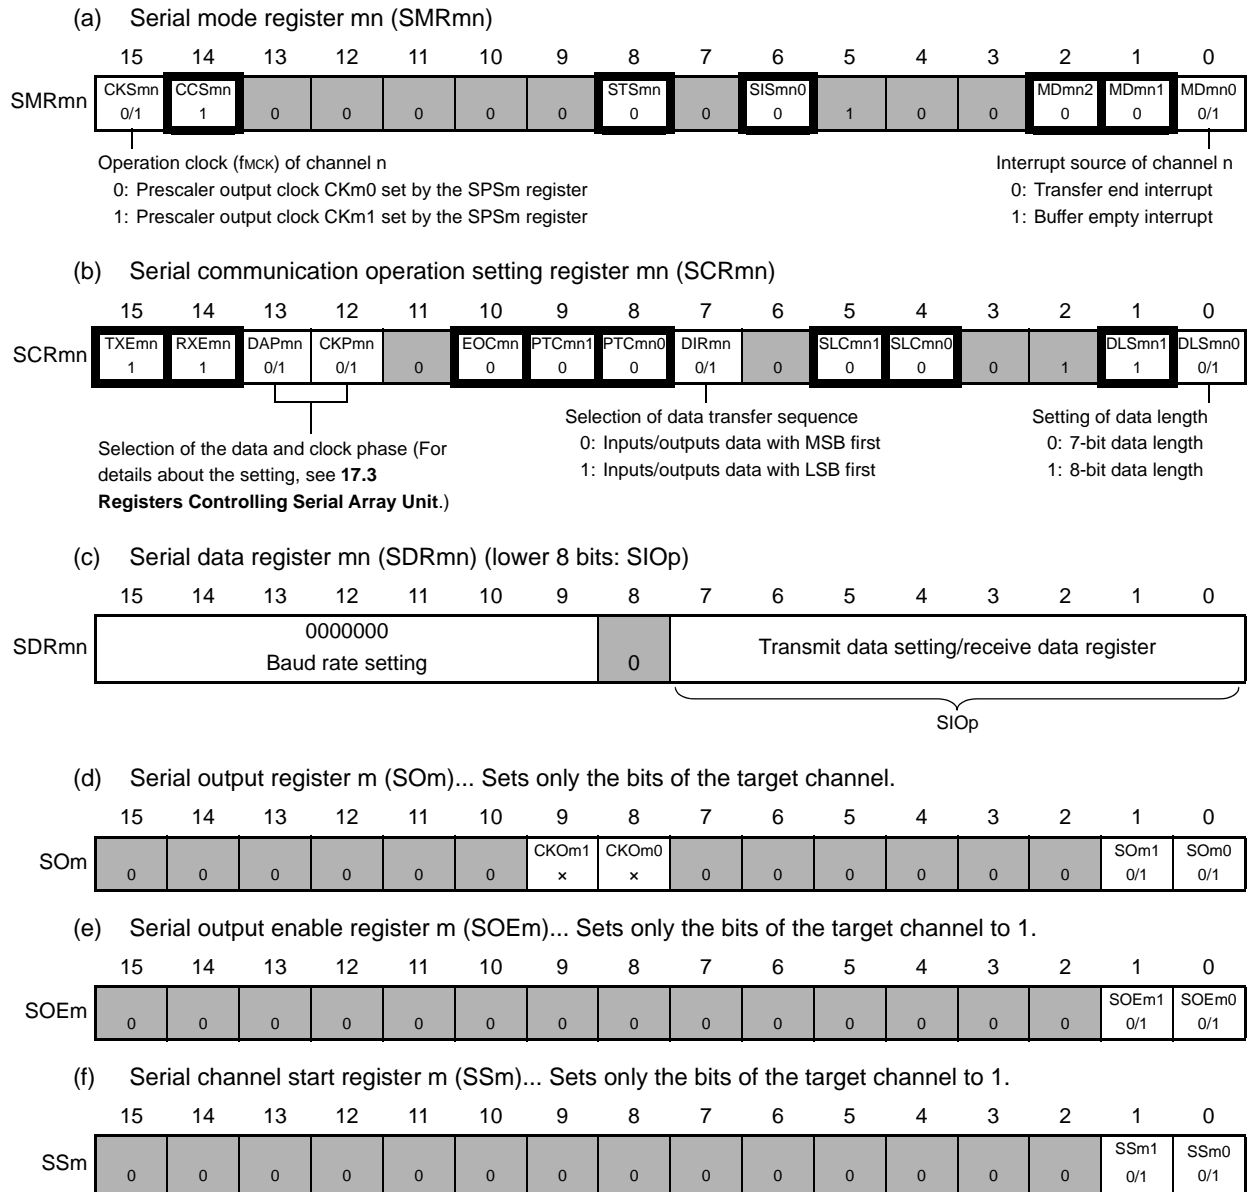 (a) Serial mode register mn (SMRmn)
15 14 13 12 11 10 9 8 7 6 5 4 3 2 1 0
CKSmn CCSmn STSmn SISmn0 MDmn2 MDmn1 MDmn0
SMRmn 0/1 1 0 0 0 0 0 0 0 0 1 0 0 0 0 0/1
Operation clock (fMCK) of channel n
0: Prescaler output clock CKm0 set by the SPSm register
1: Prescaler output clock CKm1 set by the SPSm register
Interrupt source of channel n
0: Transfer end interrupt
1: Buffer empty interrupt
(b) Serial communication operation setting register mn (SCRmn)
15 14 13 12 11 10 9 8 7 6 5 4 3 2 1 0
TXEmn RXEmn DAPmn CKPmn EOCmn PTCmn1 PTCmn0 DIRmn SLCmn1 SLCmn0 DLSmn1 DLSmn0
SCRmn 1 1 0/1 0/1 0 0 0 0 0/1 0 0 0 0 1 1 0/1
Selection of the data and clock phase (For
details about the setting, see 17.3
Registers Controlling Serial Array Unit.)
Selection of data transfer sequence
0: Inputs/outputs data with MSB first
1: Inputs/outputs data with LSB first
Setting of data length
0: 7-bit data length
1: 8-bit data length
(c) Serial data register mn (SDRmn) (lower 8 bits: SIOp)
15 14 13 12 11 10 9 8 7 6 5 4 3 2 1 0
SDRmn
0000000
Baud rate setting
0
Transmit data setting/receive data register
SIOp
(d) Serial output register m (SOm)... Sets only the bits of the target channel.
15 14 13 12 11 10 9 8 7 6 5 4 3 2 1 0
CKOm1 CKOm0 SOm1 SOm0
SOm 0 0 0 0 0 0 × × 0 0 0 0 0 0 0/1 0/1
(e) Serial output enable register m (SOEm)... Sets only the bits of the target channel to 1.
15 14 13 12 11 10 9 8 7 6 5 4 3 2 1 0
SOEm1 SOEm0
SOEm 0 0 0 0 0 0 0 0 0 0 0 0 0 0 0/1 0/1
(f) Serial channel start register m (SSm)... Sets only the bits of the target channel to 1.
15 14 13 12 11 10 9 8 7 6 5 4 3 2 1 0
SSm1 SSm0
SSm 0 0 0 0 0 0 0 0 0 0 0 0 0 0 0/1 0/1